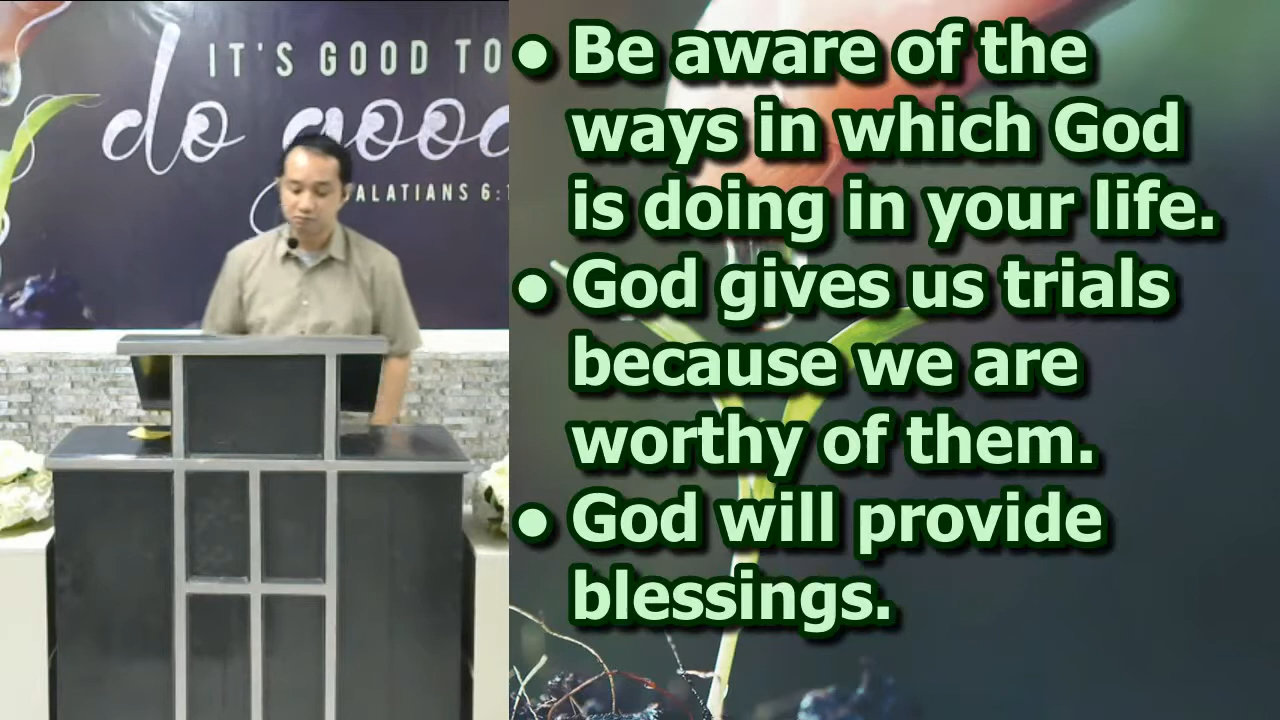 IT'S GOOD TO
do good
ALATIANS 6:1
● Be aware of the
ways in which God
is doing in your life.
● God gives us trials
because we are
worthy of them.
● God will provide
blessings.